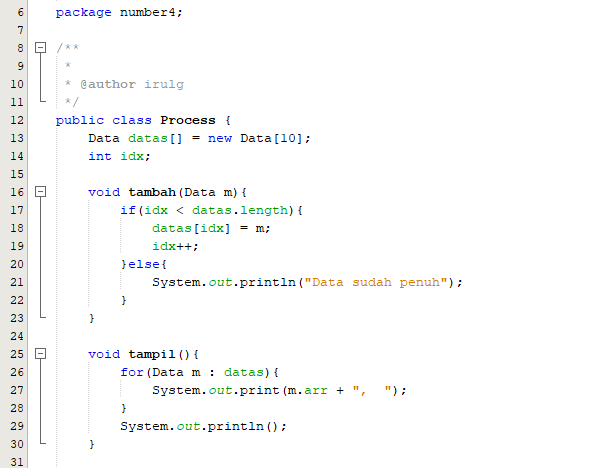 6 package number4;
7
8 /**
9 *
10 * @author irulg
11 */
12 public class Process {
13 Data datas[] = new Data[10];
14 int idx;
15
16 void tambah(Data m){
17 if(idx < datas.length){
18 datas[idx] = m;
19 idx++;
20 }else{
21 System.out.println("Data sudah penuh");
22 }
23 }
24
25 void tampil(){
26 for(Data m : datas){
27 System.out.print(m.arr + ",  ");
28 }
29 System.out.println();
30 }
31